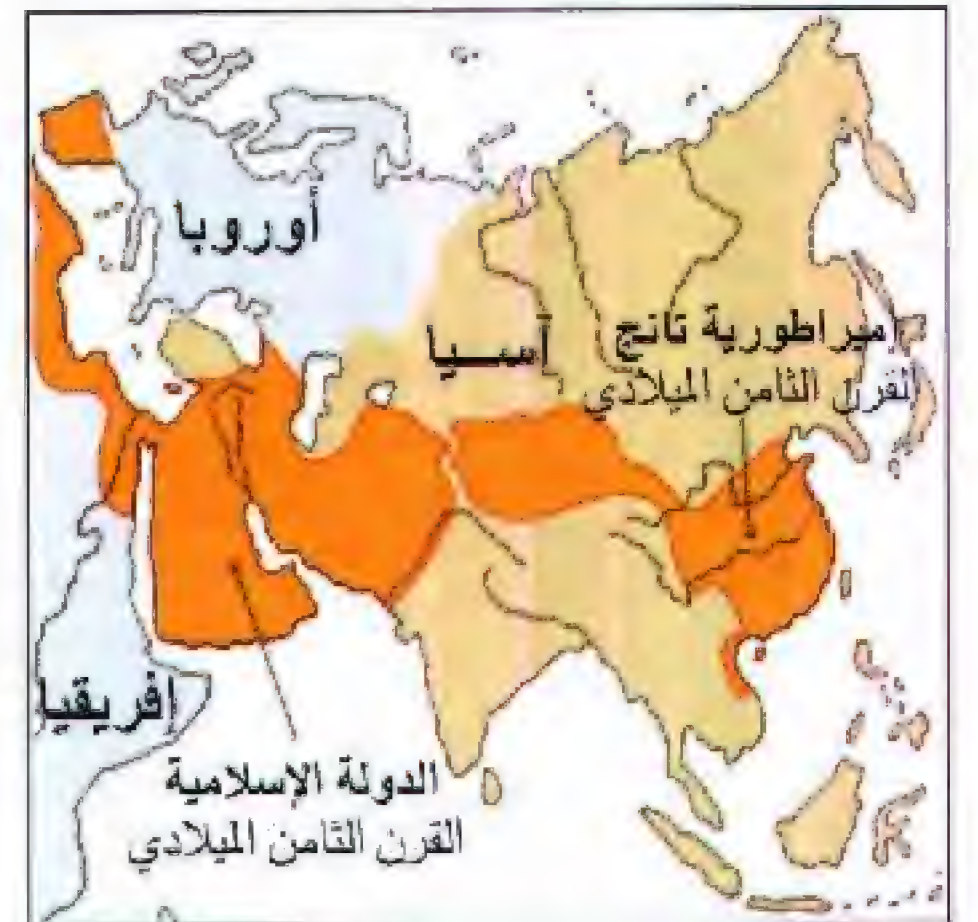 أوروبا
آسيا
إمبراطورية تانج
القرن الثامن الميلادي
إفريقيا
الدولة الإسلامية
القرن الثامن الميلادي